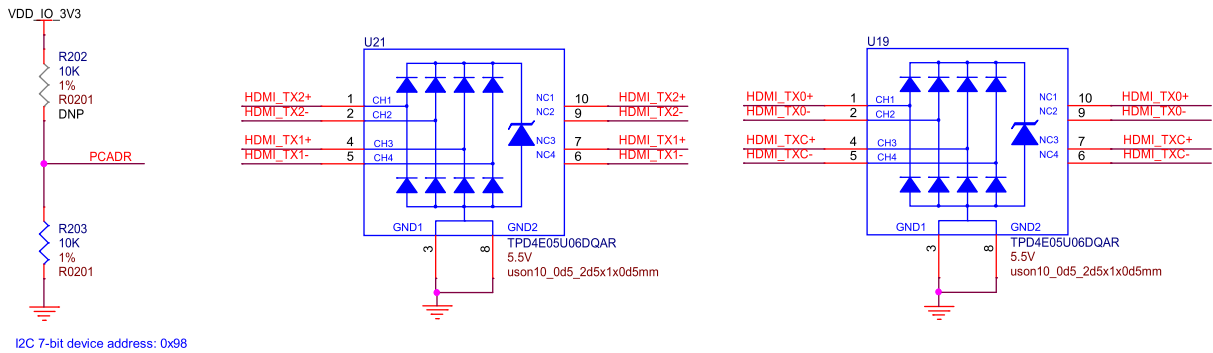 VDD_IO_3V3
R202
10K
1%
R0201
DNP
PCADR
R203
10K
1%
R0201
I2C 7-bit device address: 0x98
U21
HDMI_TX2+ 1 CH1 NC1 10 HDMI_TX2+
HDMI_TX2- 2 CH2 NC2 9 HDMI_TX2-
HDMI_TX1+ 4 CH3 NC3 7 HDMI_TX1+
HDMI_TX1- 5 CH4 NC4 6 HDMI_TX1-
GND1 GND2
3 8
TPD4E05U06DQAR
5.5V
uson10_0d5_2d5x1x0d5mm
U19
HDMI_TX0+ 1 CH1 NC1 10 HDMI_TX0+
HDMI_TX0- 2 CH2 NC2 9 HDMI_TX0-
HDMI_TXC+ 4 CH3 NC3 7 HDMI_TXC+
HDMI_TXC- 5 CH4 NC4 6 HDMI_TXC-
GND1 GND2
3 8
TPD4E05U06DQAR
5.5V
uson10_0d5_2d5x1x0d5mm